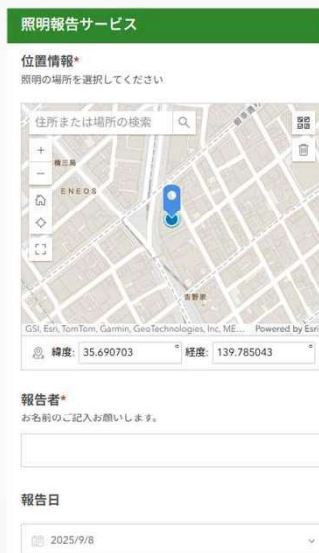 照明報告サービス
位置情報*
照明の場所を選択してください
住所または場所の検索
ENEOS
吉野家
GSI, Esri, TomTom, Garmin, GeoTechnologies, Inc, ME... Powered by Esri
緯度: 35.690703 ° 経度: 139.785043 °
報告者*
お名前のご記入お願いします。
報告日
2025/9/8